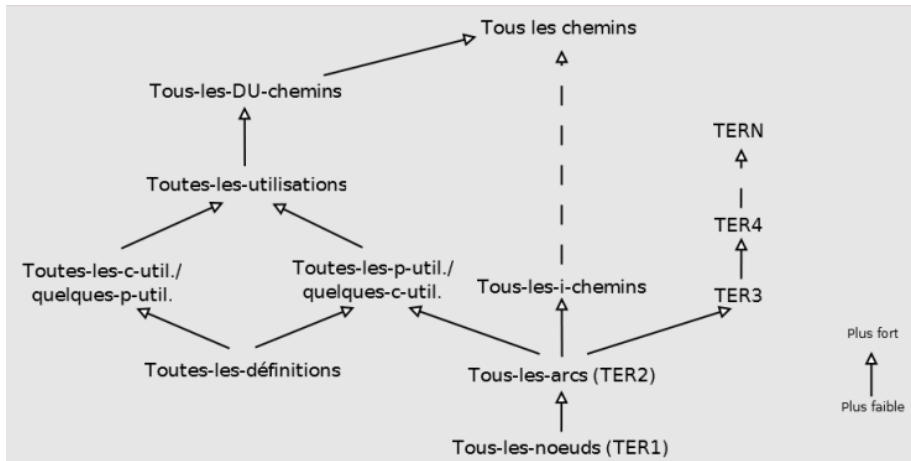 Tous les chemins
Tous-les-DU-chemins
TERN
Toutes-les-utilisations
TER4
Toutes-les-c-util./
quelques-p-util.
Toutes-les-p-util./
quelques-c-util.
Tous-les-i-chemins
TER3
Plus fort
Toutes-les-définitions
Tous-les-arcs (TER2)
Plus faible
Tous-les-noeuds (TER1)